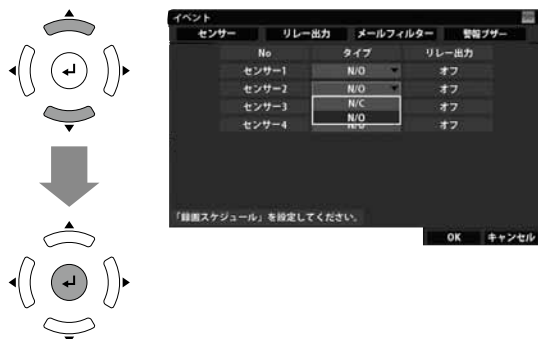 イベント
センサー リレー出力 メールフィルター 警報ブザー
No タイプ リレー出力
センサー1 N/O オフ
センサー2 N/O オフ
センサー3 N/C オフ
N/O
センサー4 N/O オフ
「録画スケジュール」を設定してください。
OK キャンセル